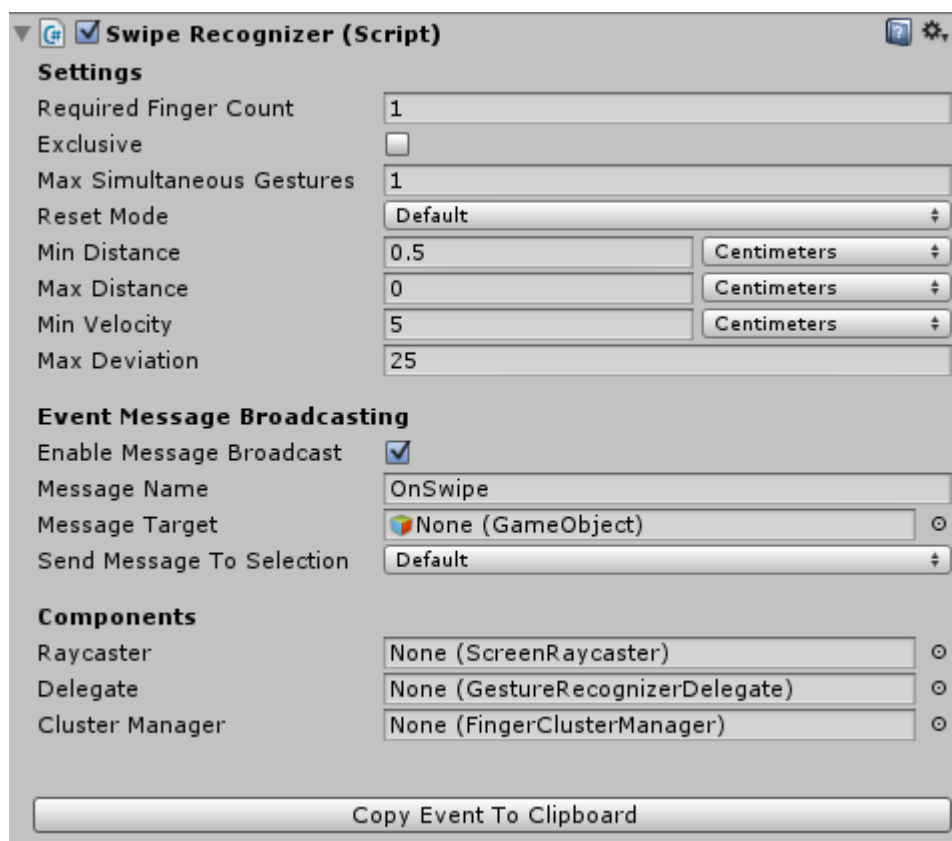 Swipe Recognizer (Script)
Settings
Required Finger Count 1
Exclusive
Max Simultaneous Gestures 1
Reset Mode Default
Min Distance 0.5 Centimeters
Max Distance 0 Centimeters
Min Velocity 5 Centimeters
Max Deviation 25
Event Message Broadcasting
Enable Message Broadcast
Message Name OnSwipe
Message Target None (GameObject)
Send Message To Selection Default
Components
Raycaster None (ScreenRaycaster)
Delegate None (GestureRecognizerDelegate)
Cluster Manager None (FingerClusterManager)
Copy Event To Clipboard